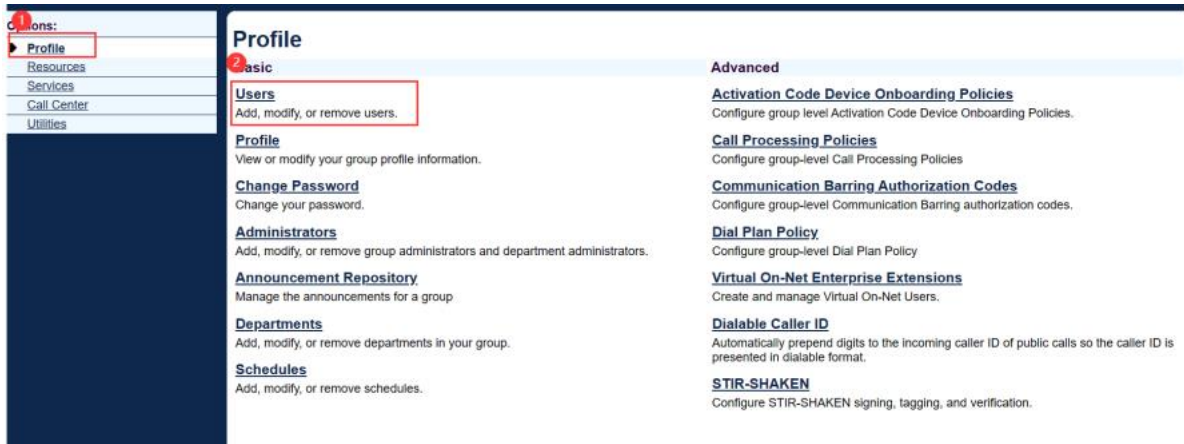 1
Options:
Profile
Resources
Services
Call Center
Utilities
Profile
2
Basic
Users
Add, modify, or remove users.
Profile
View or modify your group profile information.
Change Password
Change your password.
Administrators
Add, modify, or remove group administrators and department administrators.
Announcement Repository
Manage the announcements for a group
Departments
Add, modify, or remove departments in your group.
Schedules
Add, modify, or remove schedules.
Advanced
Activation Code Device Onboarding Policies
Configure group level Activation Code Device Onboarding Policies.
Call Processing Policies
Configure group-level Call Processing Policies
Communication Barring Authorization Codes
Configure group-level Communication Barring authorization codes.
Dial Plan Policy
Configure group-level Dial Plan Policy
Virtual On-Net Enterprise Extensions
Create and manage Virtual On-Net Users.
Dialable Caller ID
Automatically prepend digits to the incoming caller ID of public calls so the caller ID is
presented in dialable format.
STIR-SHAKEN
Configure STIR-SHAKEN signing, tagging, and verification.